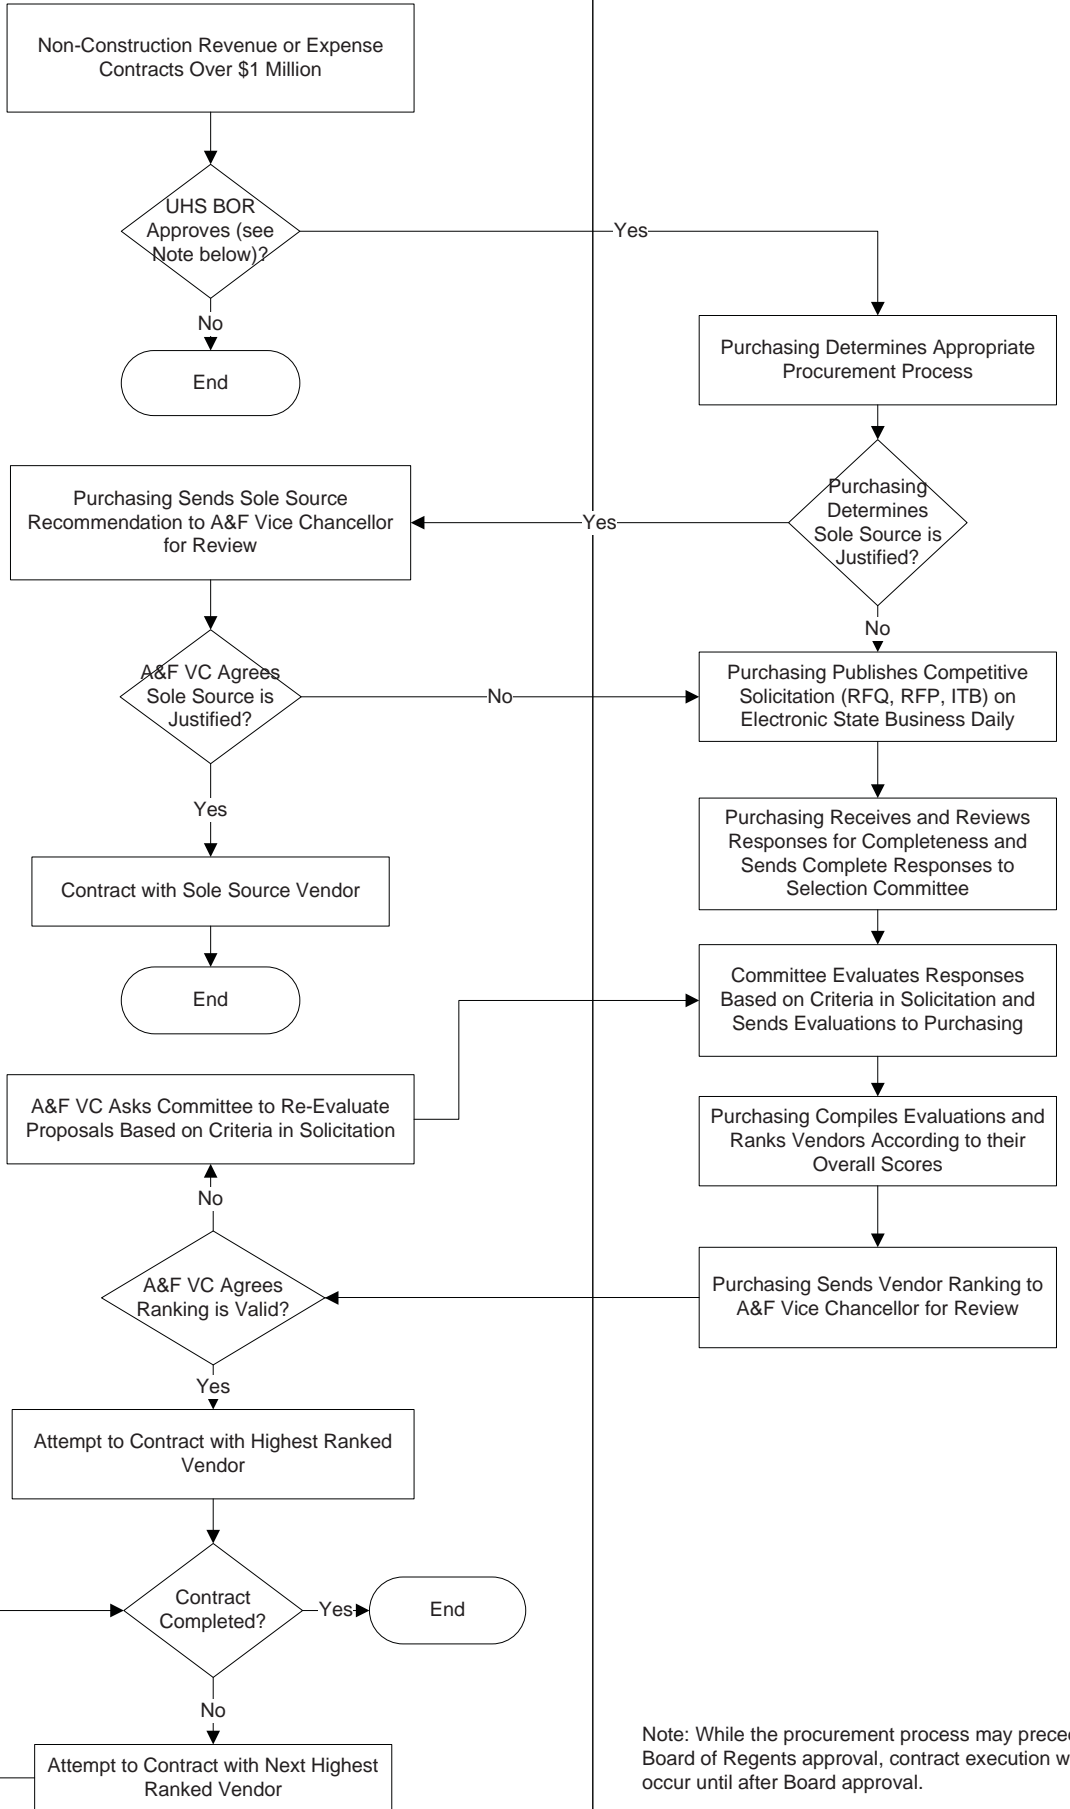 Non-Construction Revenue or Expense
Contracts Over $1 Million
UHS BOR
Approves (see
Note below)?
Yes
No
End
Purchasing Determines Appropriate
Procurement Process
Purchasing
Determines
Sole Source is
Justified?
Yes
No
Purchasing Sends Sole Source
Recommendation to A&F Vice Chancellor
for Review
A&F VC Agrees
Sole Source is
Justified?
No
Yes
Purchasing Publishes Competitive
Solicitation (RFQ, RFP, ITB) on
Electronic State Business Daily
Contract with Sole Source Vendor
End
Purchasing Receives and Reviews
Responses for Completeness and
Sends Complete Responses to
Selection Committee
Committee Evaluates Responses
Based on Criteria in Solicitation and
Sends Evaluations to Purchasing
Purchasing Compiles Evaluations and
Ranks Vendors According to their
Overall Scores
Purchasing Sends Vendor Ranking to
A&F Vice Chancellor for Review
A&F VC Asks Committee to Re-Evaluate
Proposals Based on Criteria in Solicitation
No
A&F VC Agrees
Ranking is Valid?
Yes
Attempt to Contract with Highest Ranked
Vendor
Contract
Completed?
Yes
End
No
Attempt to Contract with Next Highest
Ranked Vendor
Note: While the procurement process may
Board of Regents approval, contract execution
occur until after Board approval.